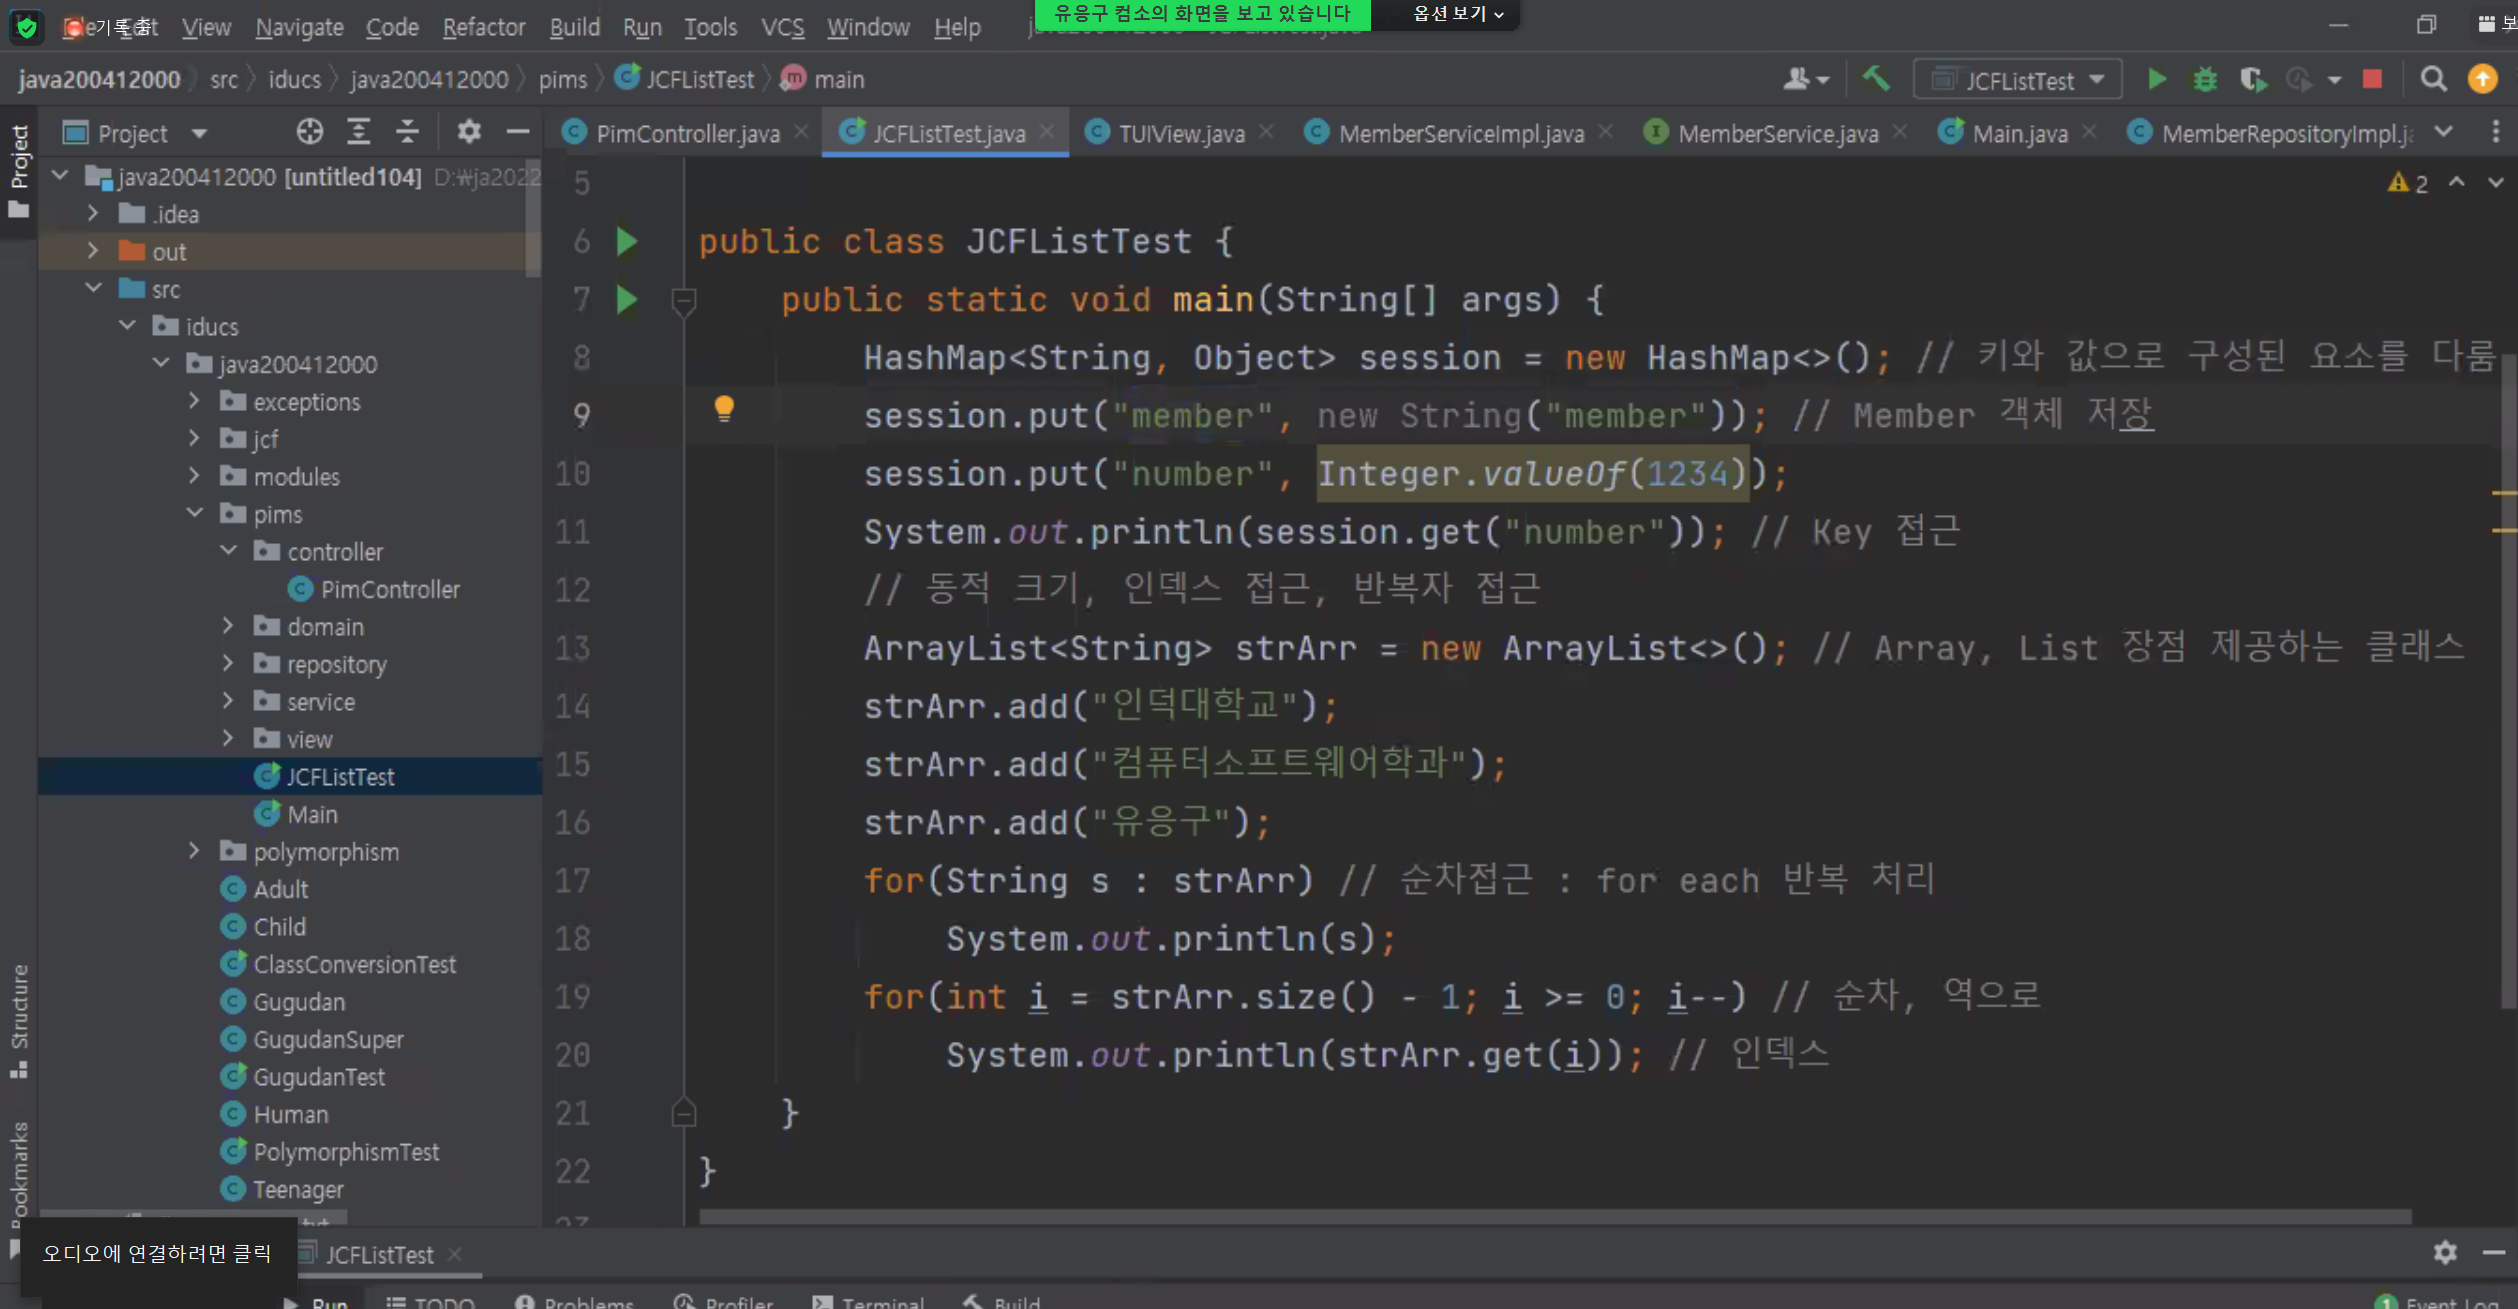 유응구 컴소의 화면을 보고 있습니다 옵션 보기
기록 중
Edit View Navigate Code Refactor Build Run Tools VCS Window Help
java200412000 src iducs java200412000 pims JCFListTest main
JCFListTest
Project
PimController.java JCFListTest.java TUIView.java MemberServiceImpl.java MemberService.java Main.java MemberRepositoryImpl.j
Project
java200412000 [untitled104] D:₩ja2022
.idea
out
src
iducs
java200412000
exceptions
jcf
modules
pims
controller
PimController
domain
repository
service
view
JCFListTest
Main
polymorphism
Adult
Child
ClassConversionTest
Gugudan
GugudanSuper
GugudanTest
Human
PolymorphismTest
Teenager
Structure
Bookmarks
2
5
6 public class JCFListTest {
7 public static void main(String[] args) {
8 HashMap<String, Object> session = new HashMap<>(); // 키와 값으로 구성된 요소를 다룸
9 session.put("member", new String("member")); // Member 객체 저장
10 session.put("number", Integer.valueOf(1234));
11 System.out.println(session.get("number")); // Key 접근
12 // 동적 크기, 인덱스 접근, 반복자 접근
13 ArrayList<String> strArr = new ArrayList<>(); // Array, List 장점 제공하는 클래스
14 strArr.add("인덕대학교");
15 strArr.add("컴퓨터소프트웨어학과");
16 strArr.add("유응구");
17 for(String s : strArr) // 순차접근 : for each 반복 처리
18 System.out.println(s);
19 for(int i = strArr.size() - 1; i >= 0; i--) // 순차, 역으로
20 System.out.println(strArr.get(i)); // 인덱스
21 }
22 }
23
오디오에 연결하려면 클릭
JCFListTest
Run TODO Problems Profiler Terminal Build
1 Event Log